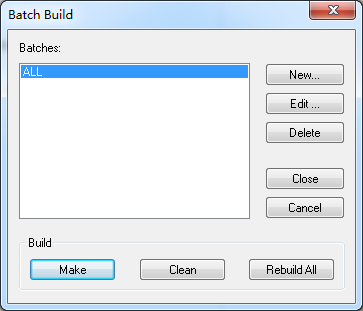 Batch Build
Batches:
ALL
New...
Edit ...
Delete
Close
Cancel
Build
Make
Clean
Rebuild All